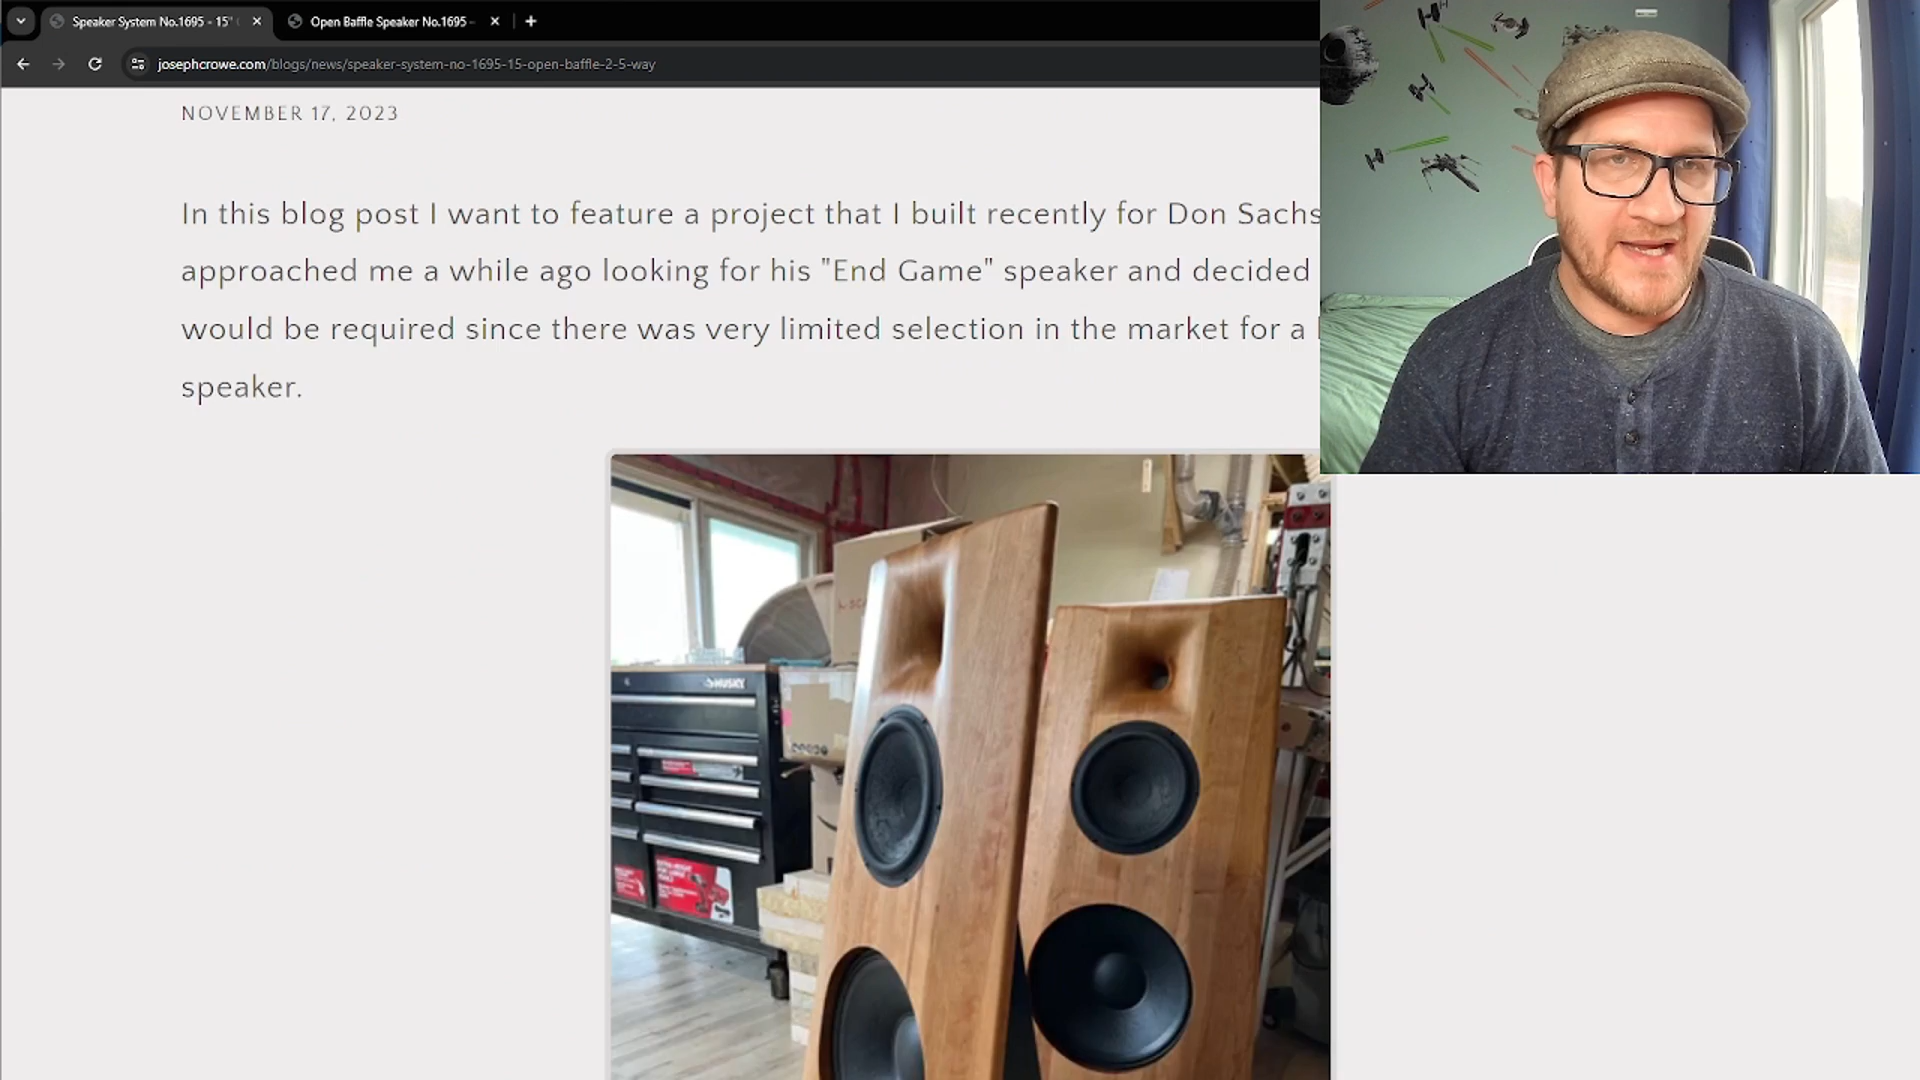 Speaker System No.1695 - 15"
Open Baffle Speaker No.1695 -
josephcrowe.com/blogs/news/speaker-system-no-1695-15-open-baffle-2-5-way
NOVEMBER 17, 2023
In this blog post I want to feature a project that I built recently for Don Sachs
approached me a while ago looking for his "End Game" speaker and decided
would be required since there was very limited selection in the market for a
speaker.
HUSKY